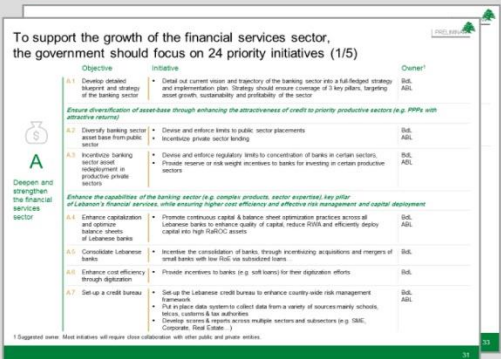 To support the growth of the financial services sector,
the government should focus on 24 priority initiatives (1/5)
PRELIMINARY
Objective Initiative Owner¹
A
Deepen and
strengthen
the financial
services
sector
A.1 Develop detailed
blueprint and strategy
of the banking sector
• Detail out current vision and trajectory of the banking sector into a full-fledged strategy
and implementation plan. Strategy should ensure coverage of 3 key pillars, targeting
asset growth, sustainability and profitability of the sector
BdL
ABL
Ensure diversification of asset-base through enhancing the attractiveness of credit to priority productive sectors (e.g. PPPs with
attractive returns)
A.2 Diversify banking sector
asset base from public
sector
• Devise and enforce limits to public sector placements
• Incentivize private sector lending
BdL
ABL
A.3 Incentivize banking
sector asset
redeployment in
productive private
sectors
• Devise and enforce regulatory limits to concentration of banks in certain sectors,
• Provide reserve or risk weight incentives to banks for investing in certain productive
sectors
BdL
ABL
Enhance the capabilities of the banking sector (e.g. complex products, sector expertise) key pillar
of Lebanon's financial services, while ensuring higher cost efficiency and effective risk management and capital deployment
A.4 Enhance capitalization
and optimize
balance sheets
of Lebanese banks
• Promote continual capital & balance sheet optimization practices across all
Lebanese banks to enhance quality of capital, reduce RWA and efficiently deploy
capital into high RaROC assets
BdL
ABL
A.5 Consolidate Lebanese
banks
• Incentive the consolidation of banks, through incentivizing acquisitions and mergers of
small banks with low RoE via subsidized loans
BdL
A.6 Enhance cost efficiency
through digitization
• Provide incentives to banks (e.g. soft loans) for their digitization efforts
BdL
A.7 Set-up a credit bureau
• Set-up the Lebanese credit bureau to enhance country-wide risk management
framework
• Put in place data system to collect data from a variety of sources mainly schools,
telcos, customs & tax authorities
• Develop scores & reports across multiple sectors and subsectors (e.g. SME,
Corporate, Real Estate...)
BdL
ABL
1 Suggested owner. Most initiatives will require close collaboration with other public and private entities
31
33